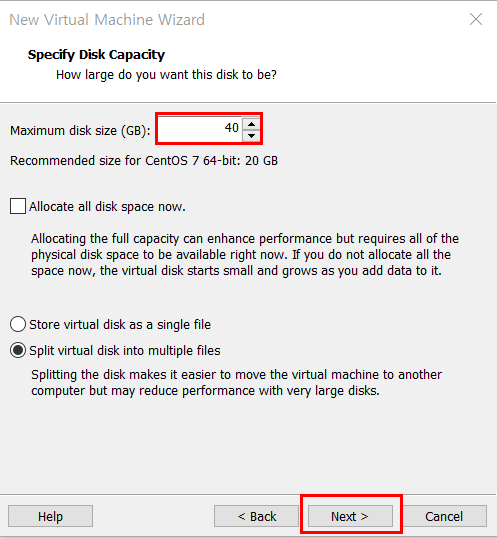 New Virtual Machine Wizard
Specify Disk Capacity
How large do you want this disk to be?
Maximum disk size (GB): 40
Recommended size for CentOS 7 64-bit: 20 GB
Allocate all disk space now.
Allocating the full capacity can enhance performance but requires all of the
physical disk space to be available right now. If you do not allocate all the
space now, the virtual disk starts small and grows as you add data to it.
Store virtual disk as a single file
Split virtual disk into multiple files
Splitting the disk makes it easier to move the virtual machine to another
computer but may reduce performance with very large disks.
Help < Back Next > Cancel